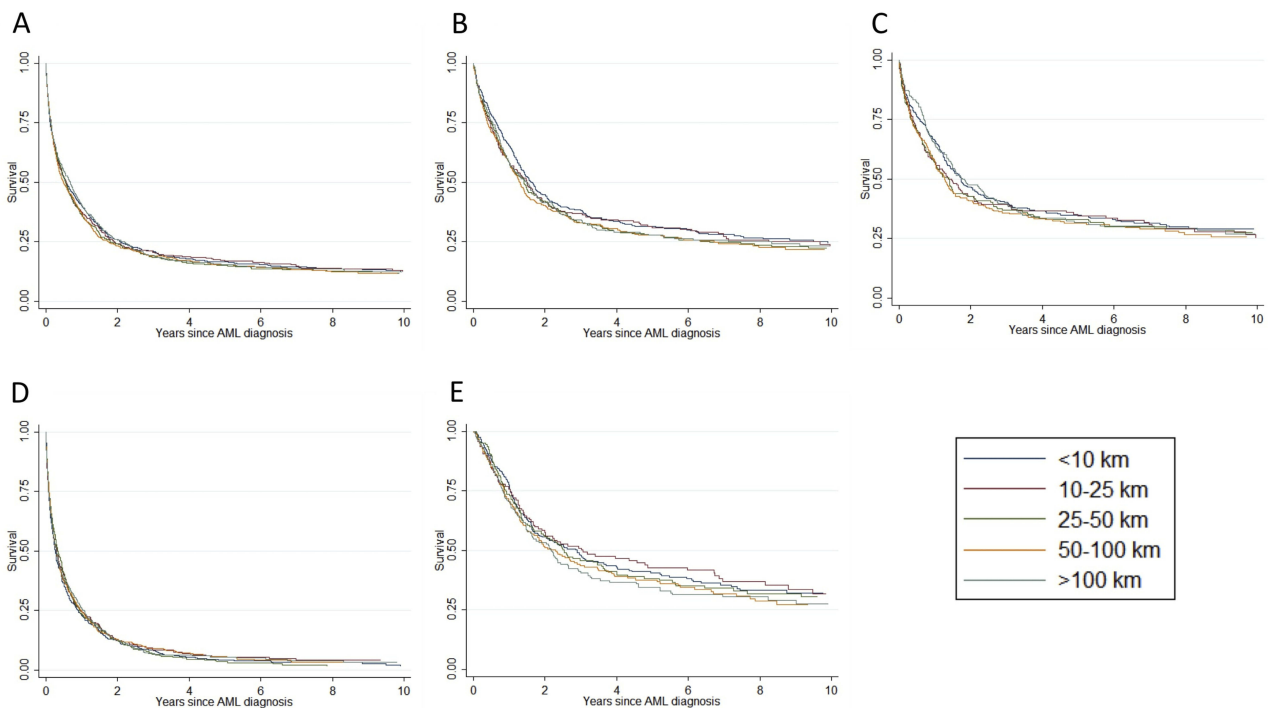 A
B
C
1.00
0.75
0.50
0.25
0.00
Survival
0 2 4 6 8 10
Years since AML diagnosis
1.00
0.75
0.50
0.25
0.00
Survival
0 2 4 6 8 10
Years since AML diagnosis
1.00
0.75
0.50
0.25
0.00
Survival
0 2 4 6 8 10
Years since AML diagnosis
D
E
1.00
0.75
0.50
0.25
0.00
Survival
0 2 4 6 8 10
Years since AML diagnosis
1.00
0.75
0.50
0.25
0.00
Survival
0 2 4 6 8 10
Years since AML diagnosis
<10 km
10-25 km
25-50 km
50-100 km
>100 km